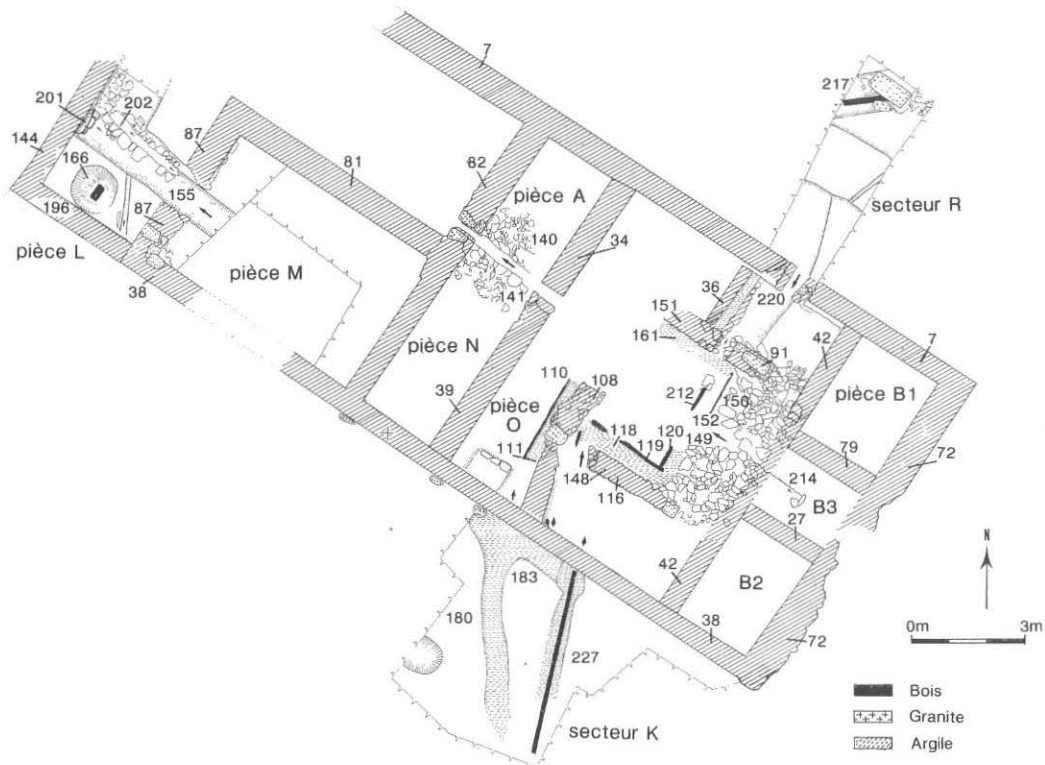 7
217
201
202
144
87
81
82
pièce A
166
155
secteur R
196
87
140
34
pièce L
pièce M
38
141
36
220
151
42
161
7
pièce N
91
110
108
pièce B1
39
pièce
O
212
150
152
118
120
149
119
79
72
111
148
116
214
B3
27
42
B2
N
183
180
38
0m
3m
72
227
secteur K
Bois
Granite
Argile